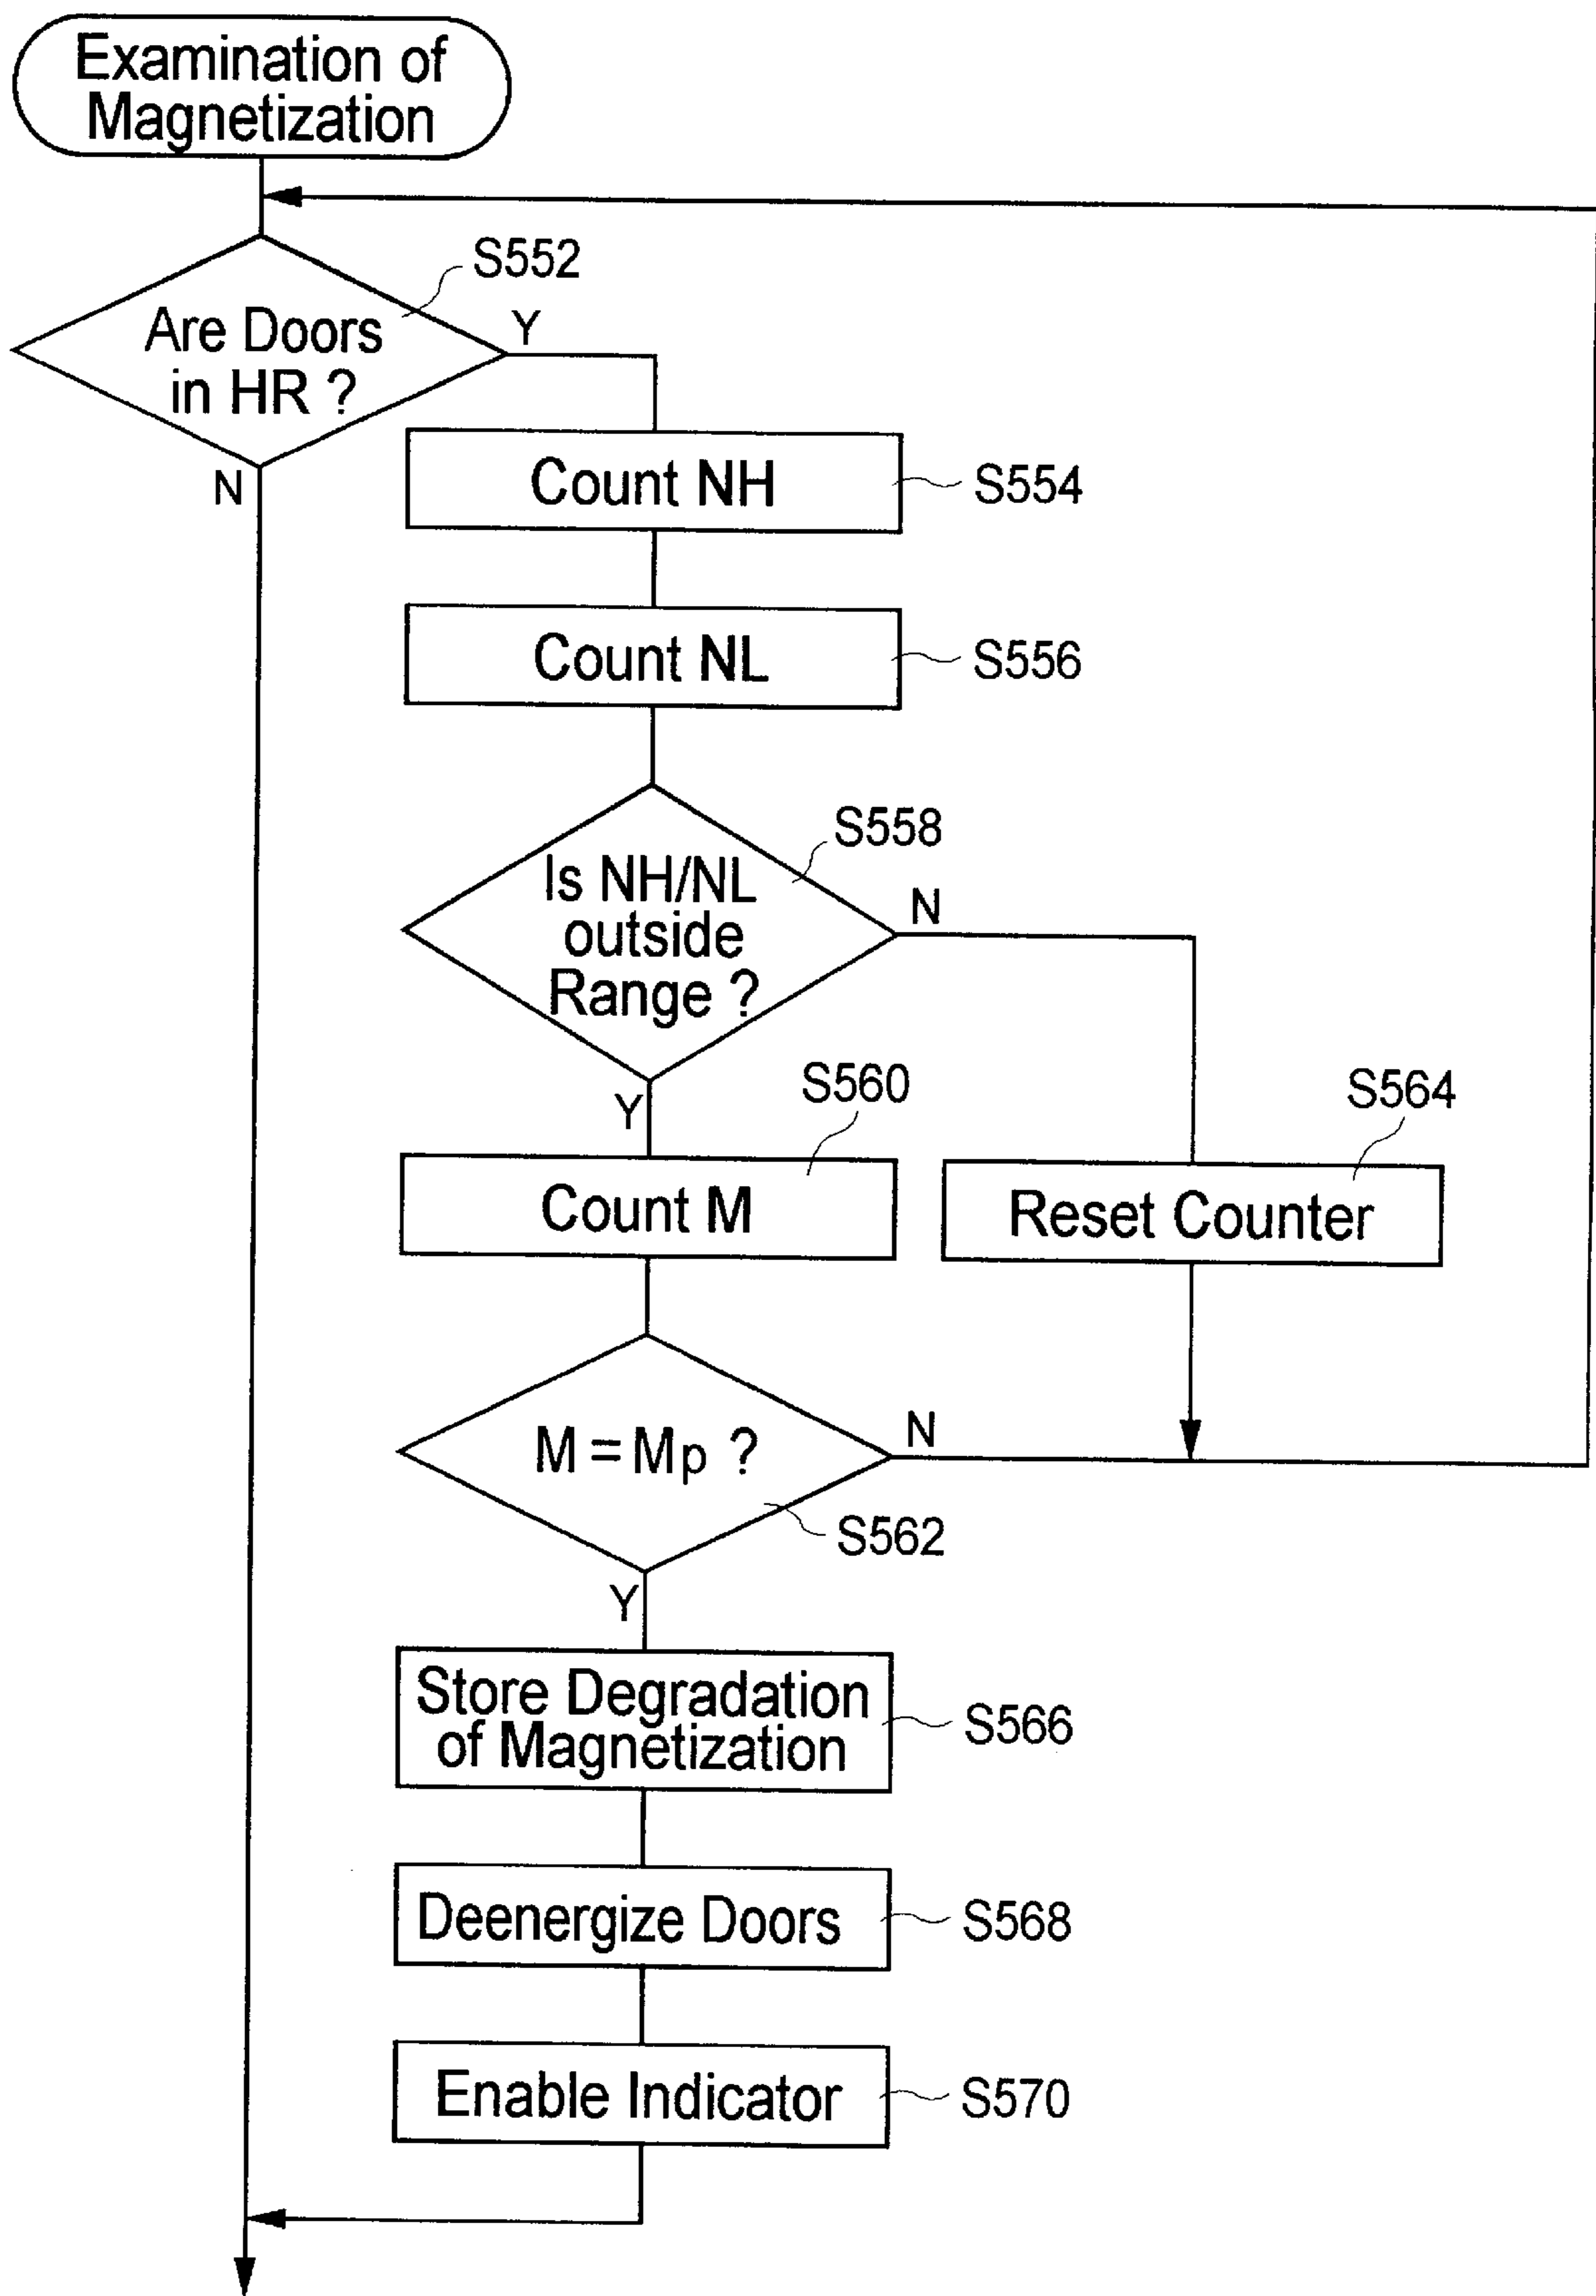 Examination of
Magnetization
S552
Are Doors
in HR ?
Y
N
Count NH
S554
Count NL
S556
S558
Is NH/NL
outside
Range ?
N
Y
S560
S564
Count M
Reset Counter
M = Mp ?
N
S562
Y
Store Degradation
of Magnetization
S566
Deenergize Doors
S568
Enable Indicator
S570